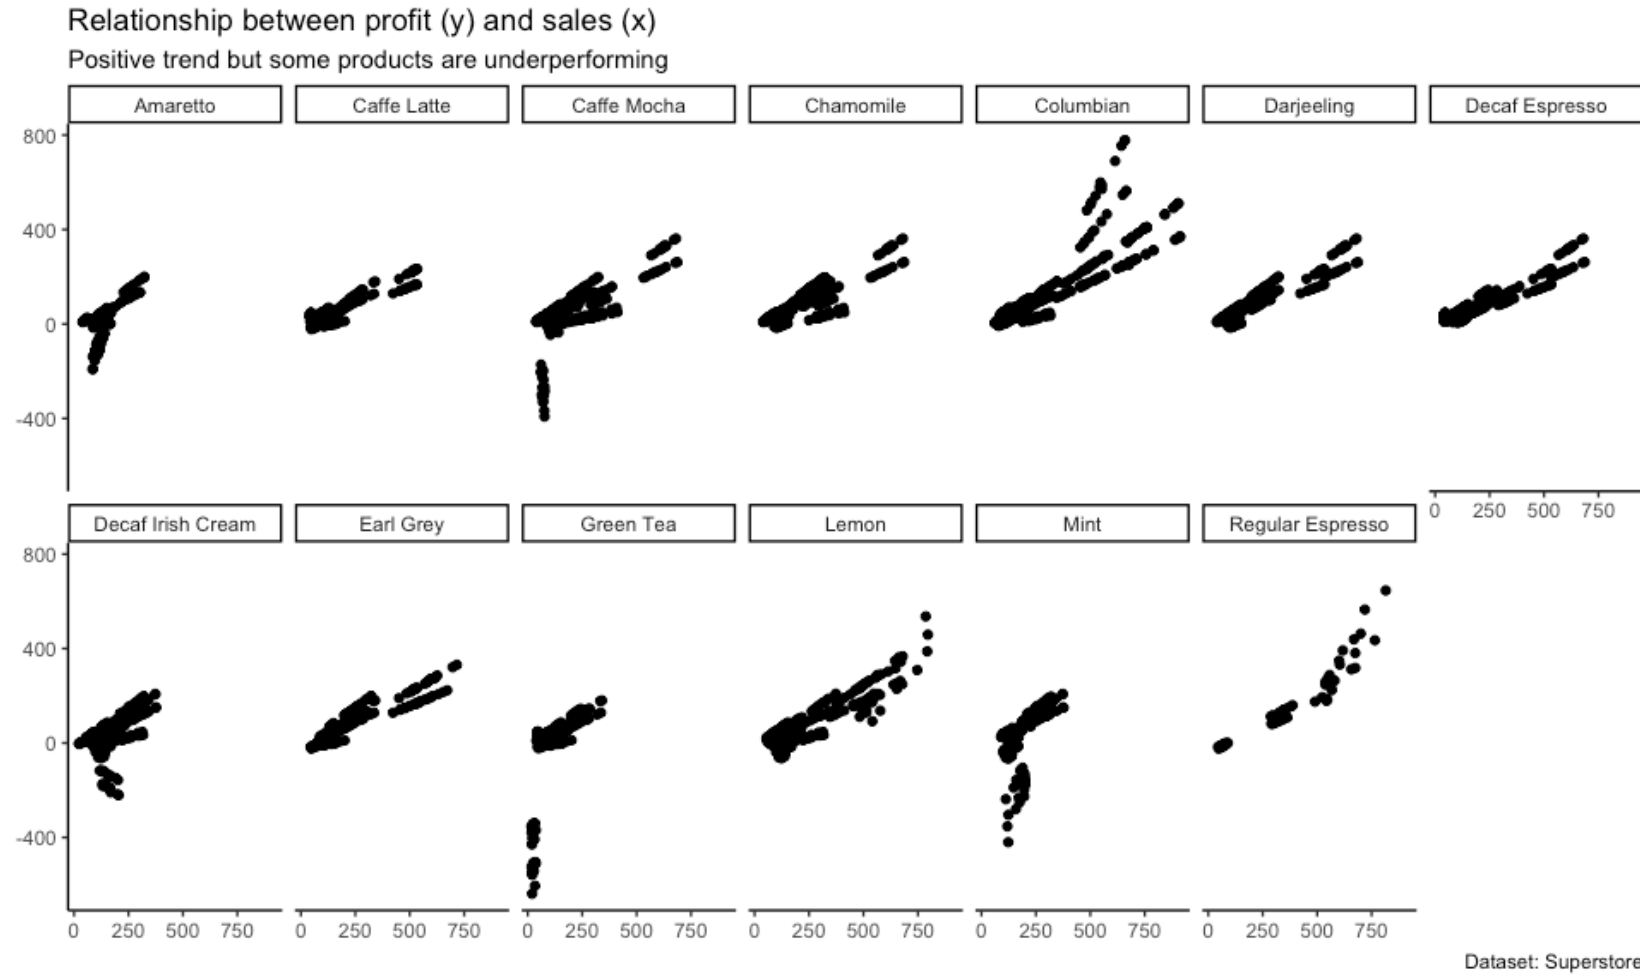 Relationship between profit (y) and sales (x)
Positive trend but some products are underperforming
Amaretto Caffe Latte Caffe Mocha Chamomile Columbian Darjeeling Decaf Espresso
800
400
0
-400
0 250 500 750
Decaf Irish Cream Earl Grey Green Tea Lemon Mint Regular Espresso
800
400
0
-400
0 250 500 750 0 250 500 750 0 250 500 750 0 250 500 750 0 250 500 750 0 250 500 750
Dataset: Superstore